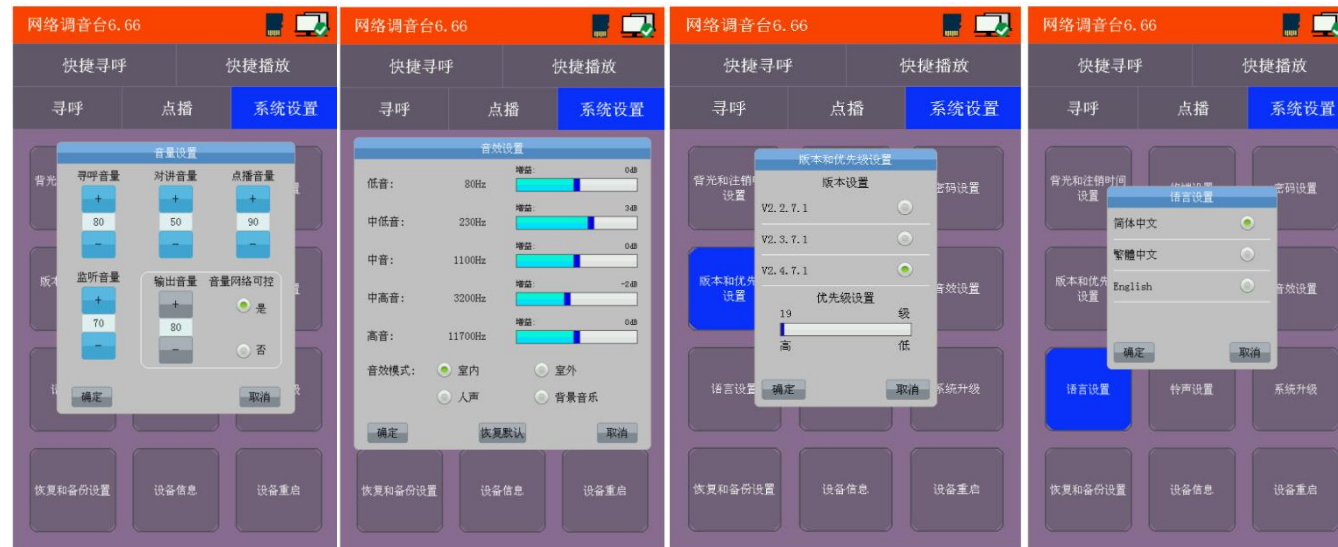 网络调音台6.66
快捷寻呼 快捷播放
寻呼 点播 系统设置
音量设置
背光
寻呼音量 对讲音量 点播音量
+ + +
80 50 90
- - -
版本
监听音量 输出音量 音量网络可控
+ + 是
70 80
- - 否
确定 取消
恢复和备份设置 设备信息 设备重启
网络调音台6.66
快捷寻呼 快捷播放
寻呼 点播 系统设置
音效设置
增益: 0dB
低音: 80Hz
增益: 3dB
中低音: 230Hz
增益: 0dB
中音: 1100Hz
增益: -2dB
中高音: 3200Hz
增益: 0dB
高音: 11700Hz
音效模式: 室内 室外
人声 背景音乐
确定 恢复默认 取消
恢复和备份设置 设备信息 设备重启
网络调音台6.66
快捷寻呼 快捷播放
寻呼 点播 系统设置
版本和优先级设置
背光和注销时
设置
密码设置
版本设置
V2.2.7.1
V2.3.7.1
V2.4.7.1
版本和优先
设置
音效设置
优先级设置
19 级
高 低
语言设置 确定 取消 系统升级
恢复和备份设置 设备信息 设备重启
网络调音台6.66
快捷寻呼 快捷播放
寻呼 点播 系统设置
背光和注销时间
设置
密码设置
语言设置
简体中文
繁體中文
English
版本和优先
设置
音效设置
确定 取消
语言设置 铃声设置 系统升级
恢复和备份设置 设备信息 设备重启